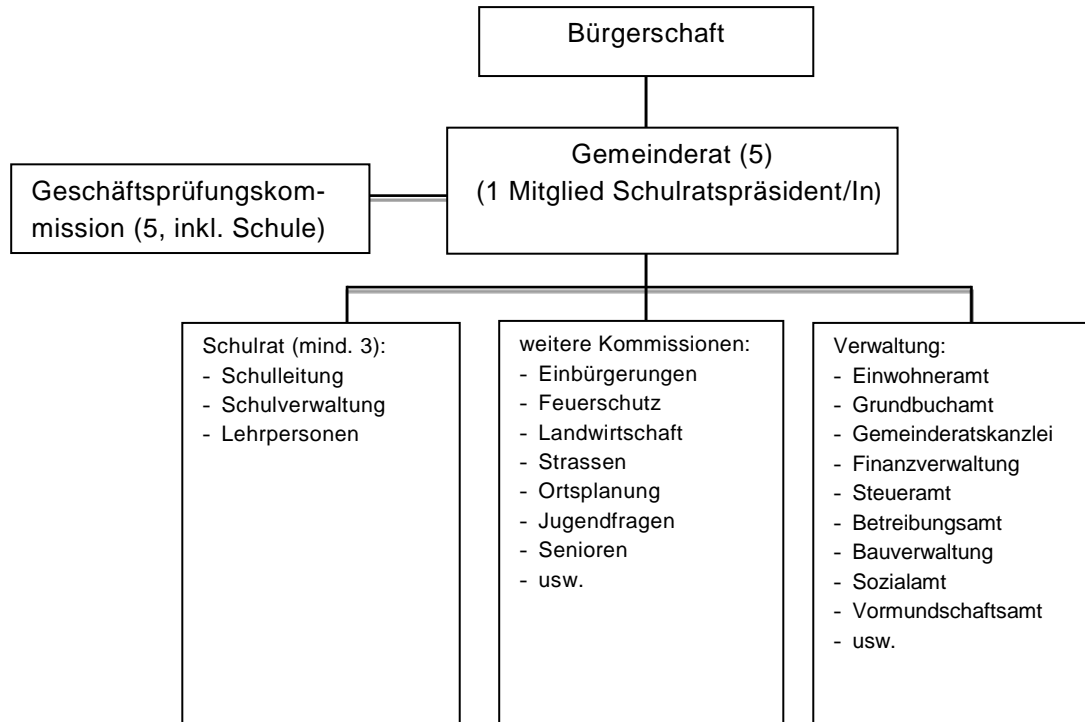 Bürgerschaft
Gemeinderat (5)
(1 Mitglied Schulratspräsident/In)
Geschäftsprüfungskom-
mission (5, inkl. Schule)
Schulrat (mind. 3):
- Schulleitung
- Schulverwaltung
- Lehrpersonen
weitere Kommissionen:
- Einbürgerungen
- Feuerschutz
- Landwirtschaft
- Strassen
- Ortsplanung
- Jugendfragen
- Senioren
- usw.
Verwaltung:
- Einwohneramt
- Grundbuchamt
- Gemeinderatskanzlei
- Finanzverwaltung
- Steueramt
- Betreibungsamt
- Bauverwaltung
- Sozialamt
- Vormundschaftsamt
- usw.